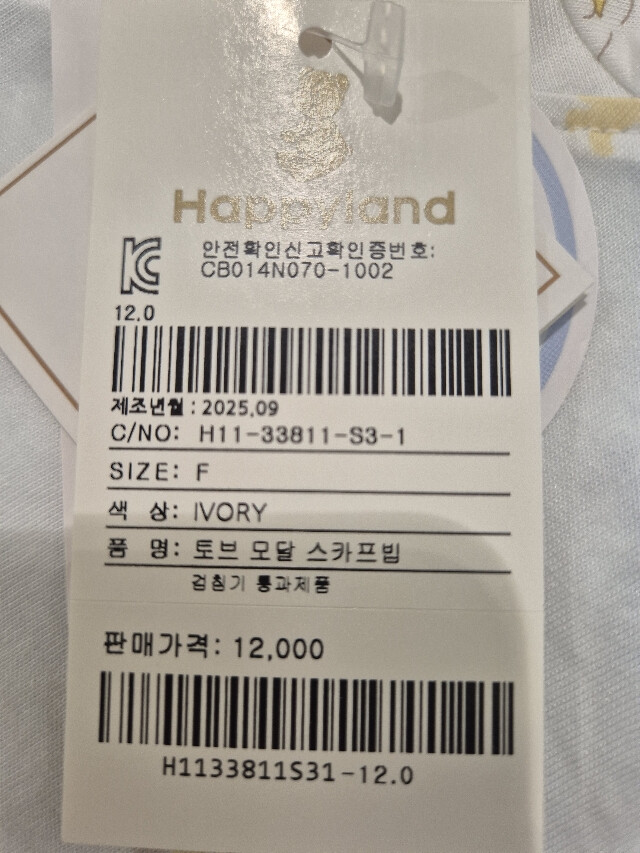 Happyland
안전확인신고확인증번호:
CB014N070-1002
12.0
제조년월 : 2025.09
C/NO: H11-33811-S3-1
SIZE: F
색 상: IVORY
품 명: 토브 모달 스카프빕
검침기 통과제품
판매가격: 12,000
H1133811S31-12.0